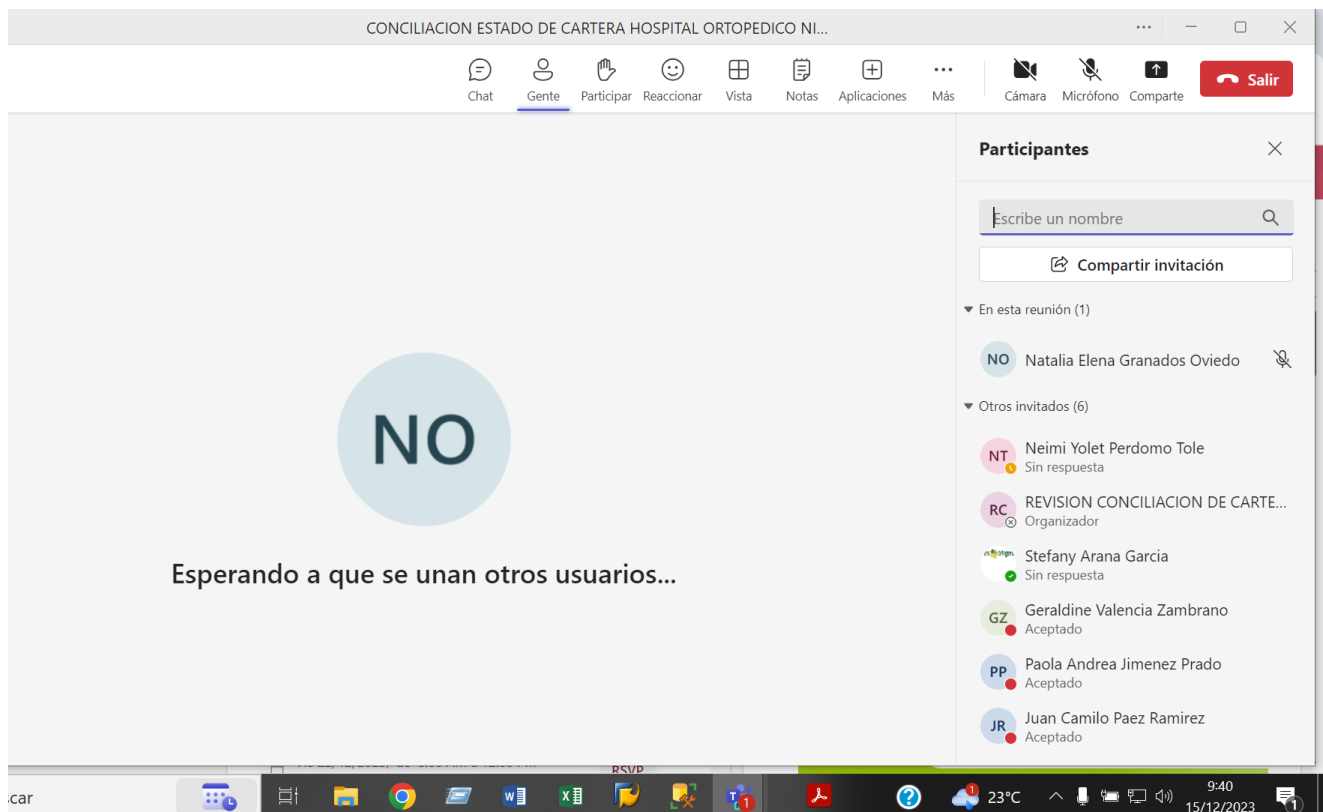 CONCILIACION ESTADO DE CARTERA HOSPITAL ORTOPEDICO NI...
Chat
Gente
Participar
Reaccionar
Vista
Notas
Aplicaciones
Más
Cámara
Micrófono
Comparte
Salir
Participantes
Escribe un nombre
Compartir invitación
En esta reunión (1)
NO
Natalia Elena Granados Oviedo
Otros invitados (6)
NT
Neimi Yolet Perdomo Tole
Sin respuesta
RC
REVISION CONCILIACION DE CARTE...
Organizador
Stefany Arana Garcia
Sin respuesta
GZ
Geraldine Valencia Zambrano
Aceptado
PP
Paola Andrea Jimenez Prado
Aceptado
JR
Juan Camilo Paez Ramirez
Aceptado
NO
Esperando a que se unan otros usuarios...
RSVP
car
23°C
9:40
15/12/2023
1
1
1